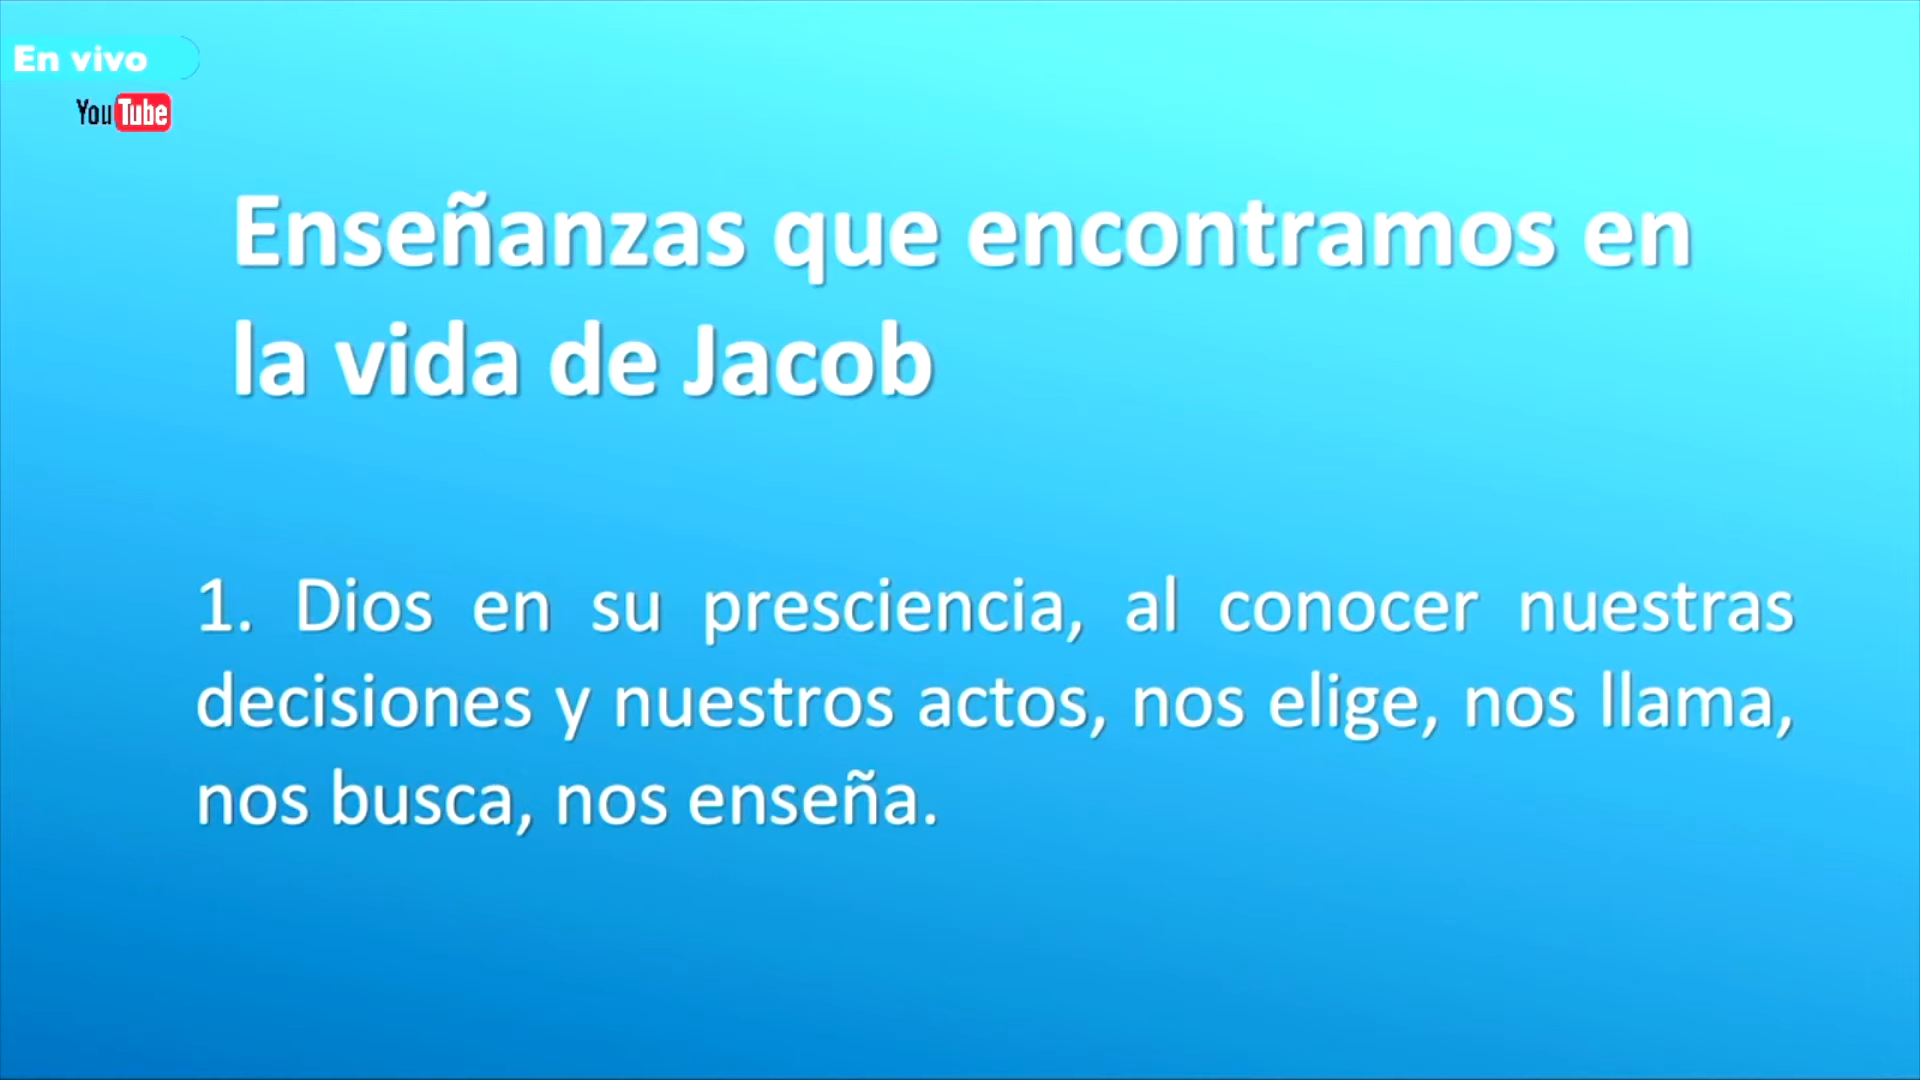 En vivo
YouTube
Enseñanzas que encontramos en
la vida de Jacob
1. Dios en su presciencia, al conocer nuestras
decisiones y nuestros actos, nos elige, nos llama,
nos busca, nos enseña.